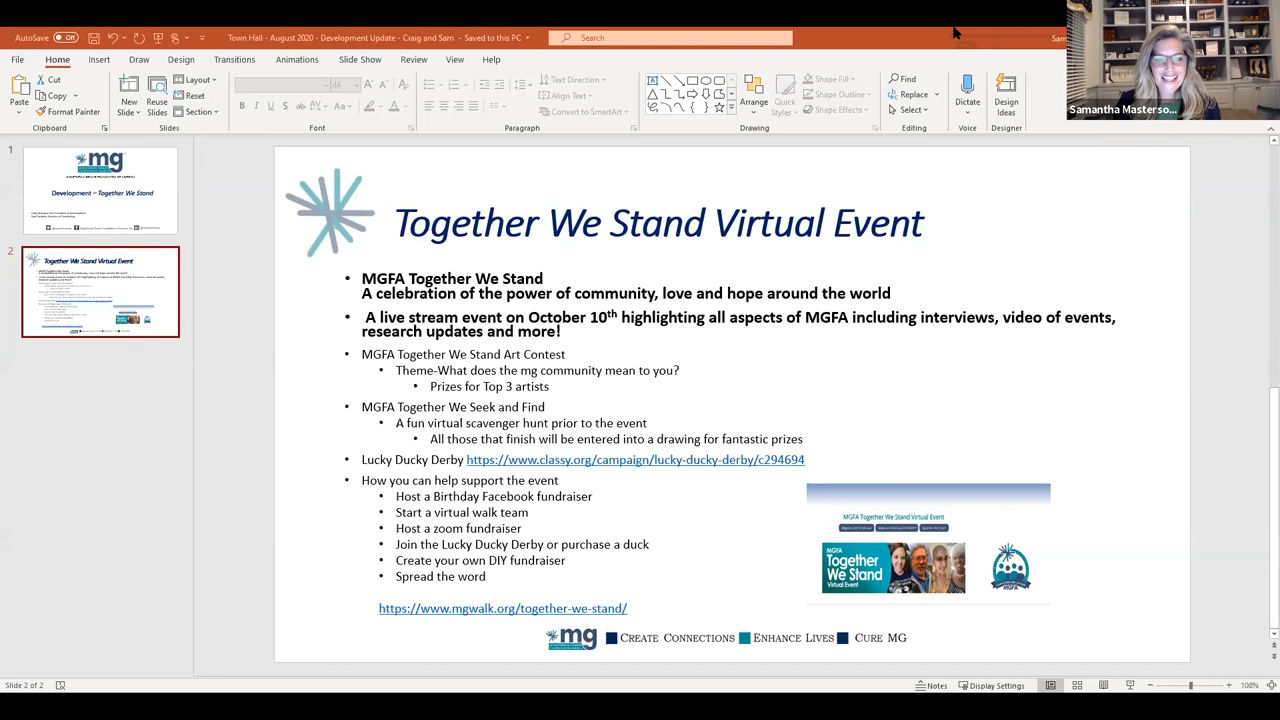 AutoSave Off
Town Hall - August 2020 - Development Update - Craig and Sam - Saved to this PC
Search
Sam
File Home Insert Draw Design Transitions Animations Slide Show Review View Help
Paste
Cut
Copy
Format Painter
Clipboard
New Slide
Reuse Slides
Layout
Reset
Section
Slides
44
B I U S ab AV Aa A
Font
Text Direction
Align Text
Convert to SmartArt
Paragraph
Arrange
Quick Styles
Shape Fill
Shape Outline
Shape Effects
Drawing
Find
Replace
Select
Editing
Dictate
Voice
Design Ideas
Designer
Samantha Masterso...
1
mg
Development – Together We Stand
2
Together We Stand Virtual Event
Together We Stand Virtual Event
• MGFA Together We Stand
A celebration of the power of community, love and hope around the world
• A live stream event on October 10th highlighting all aspects of MGFA including interviews, video of events,
research updates and more!
• MGFA Together We Stand Art Contest
• Theme-What does the mg community mean to you?
• Prizes for Top 3 artists
• MGFA Together We Seek and Find
• A fun virtual scavenger hunt prior to the event
• All those that finish will be entered into a drawing for fantastic prizes
• Lucky Ducky Derby https://www.classy.org/campaign/lucky-ducky-derby/c294694
• How you can help support the event
• Host a Birthday Facebook fundraiser
• Start a virtual walk team
• Host a zoom fundraiser
• Join the Lucky Ducky Derby or purchase a duck
• Create your own DIY fundraiser
• Spread the word
https://www.mgwalk.org/together-we-stand/
MGFA Together We Stand Virtual Event
MGFA
Together
We Stand
Virtual Event
MGFA
mg CREATE CONNECTIONS ENHANCE LIVES CURE MG
Slide 2 of 2
Notes
Display Settings
108%